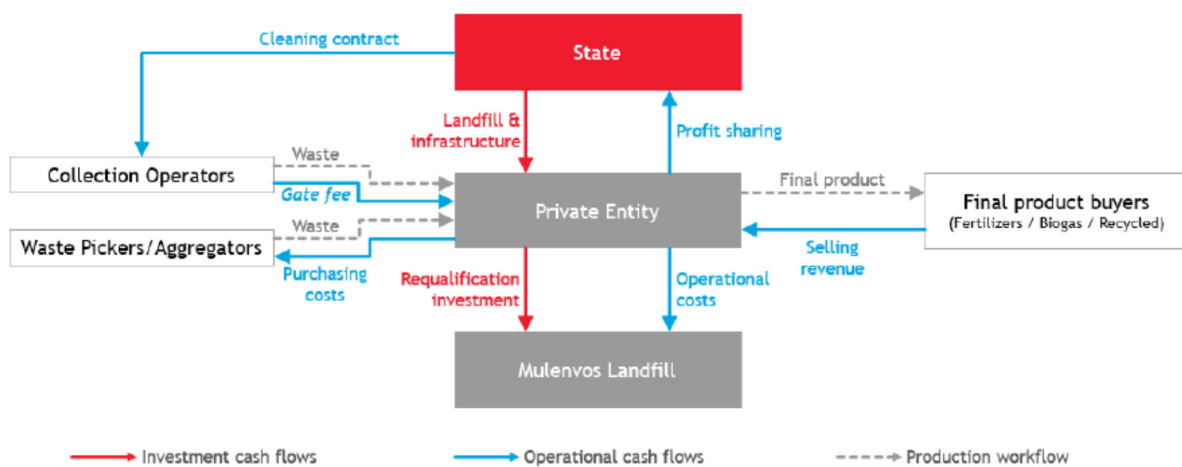 Cleaning contract
State
Landfill &
infrastructure
Profit sharing
Collection Operators
Waste
Gate fee
Waste
Waste Pickers/Aggregators
Purchasing
costs
Private Entity
Final product
Final product buyers
(Fertilizers / Biogas / Recycled)
Selling
revenue
Requalification
investment
Operational
costs
Mulenvos Landfill
Investment cash flows
Operational cash flows
Production workflow